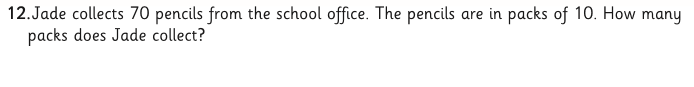 12.Jade collects 70 pencils from the school office. The pencils are in packs of 10. How many
packs does Jade collect?